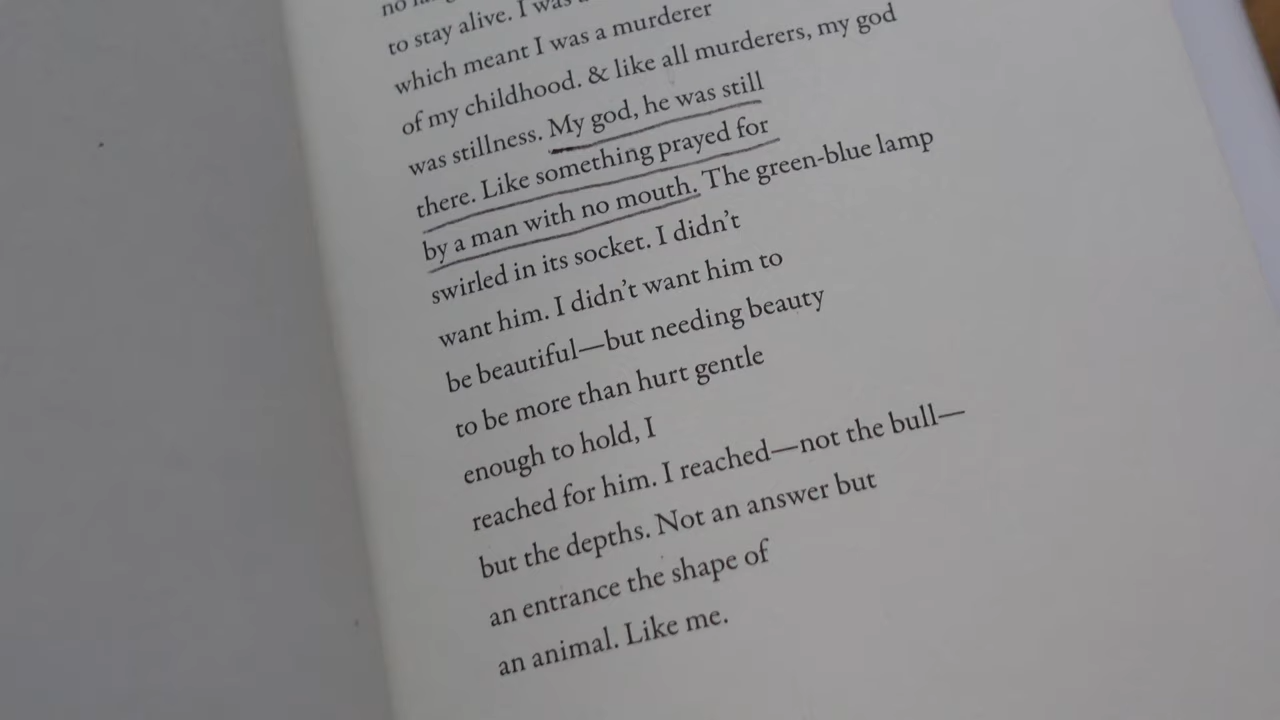 no
to stay alive. I was
which meant I was a murderer
of my childhood. & like all murderers, my god
was stillness. My god, he was still
there. Like something prayed for
by a man with no mouth. The green-blue lamp
swirled in its socket. I didn’t
want him. I didn’t want him to
be beautiful—but needing beauty
to be more than hurt gentle
enough to hold, I
reached for him. I reached—not the bull—
but the depths. Not an answer but
an entrance the shape of
an animal. Like me.